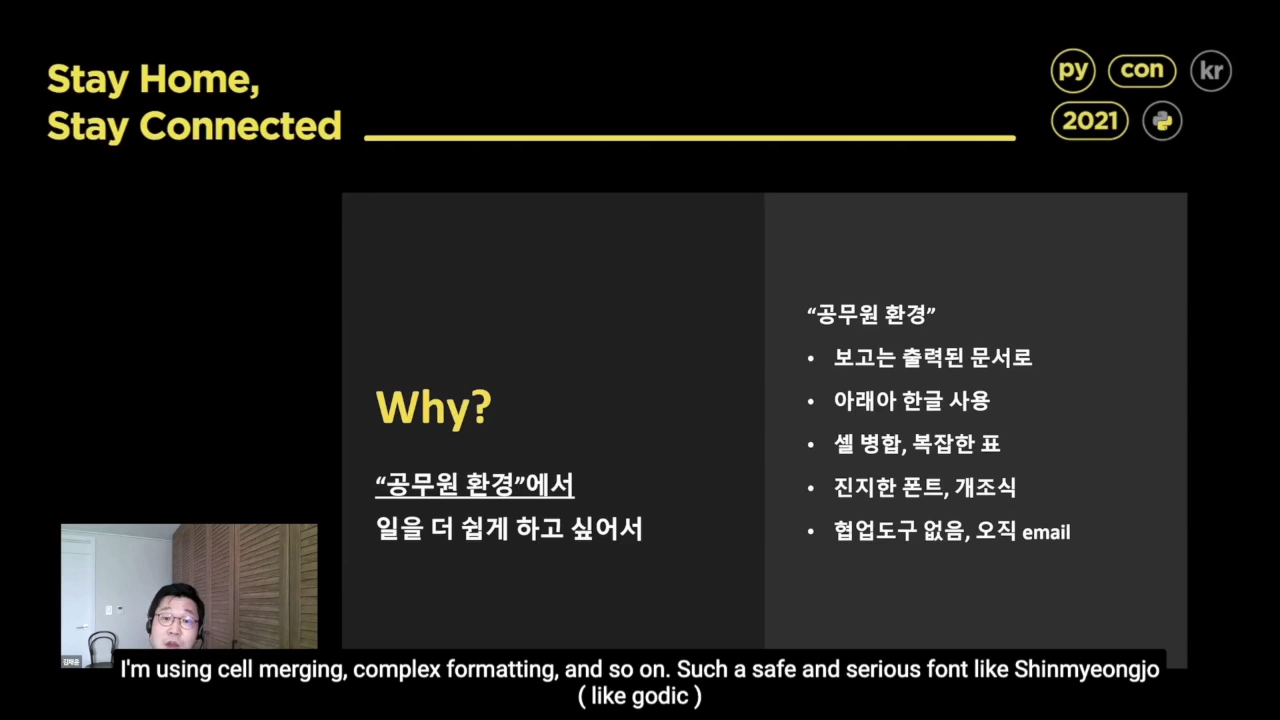 Stay Home,
Stay Connected
py con kr
2021
Why?
“공무원 환경”에서
일을 더 쉽게 하고 싶어서
“공무원 환경”
• 보고는 출력된 문서로
• 아래아 한글 사용
• 셀 병합, 복잡한 표
• 진지한 폰트, 개조식
• 협업도구 없음, 오직 email
I'm using cell merging, complex formatting, and so on. Such a safe and serious font like Shinmyeongjo
( like godic )